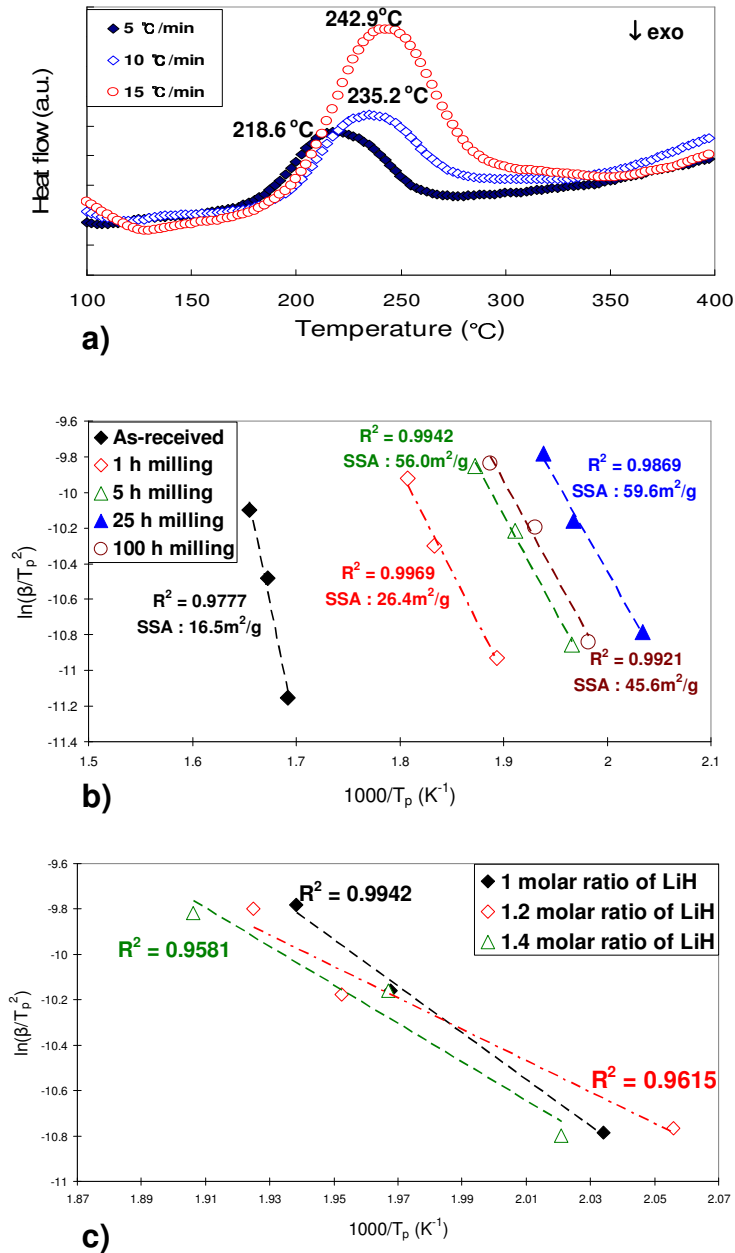 242.9°C
↓ exo
5 ℃/min
10 ℃/min
15 ℃/min
235.2 °C
218.6 °C
Heat flow (a.u.)
100 150 200 250 300 350 400
Temperature (℃)
a)
-9.6
-9.8
-10
-10.2
-10.4
-10.6
-10.8
-11
-11.2
-11.4
ln(β/Tp²)
As-received
1 h milling
5 h milling
25 h milling
100 h milling
R² = 0.9942
SSA : 56.0m²/g
R² = 0.9869
SSA : 59.6m²/g
R² = 0.9777
SSA : 16.5m²/g
R² = 0.9969
SSA : 26.4m²/g
R² = 0.9921
SSA : 45.6m²/g
1.5 1.6 1.7 1.8 1.9 2 2.1
1000/Tp (K⁻¹)
b)
-9.6
-9.8
-10
-10.2
-10.4
-10.6
-10.8
-11
ln(β/Tp²)
R² = 0.9942
1 molar ratio of LiH
1.2 molar ratio of LiH
1.4 molar ratio of LiH
R² = 0.9581
R² = 0.9615
1.87 1.89 1.91 1.93 1.95 1.97 1.99 2.01 2.03 2.05 2.07
1000/Tp (K⁻¹)
c)